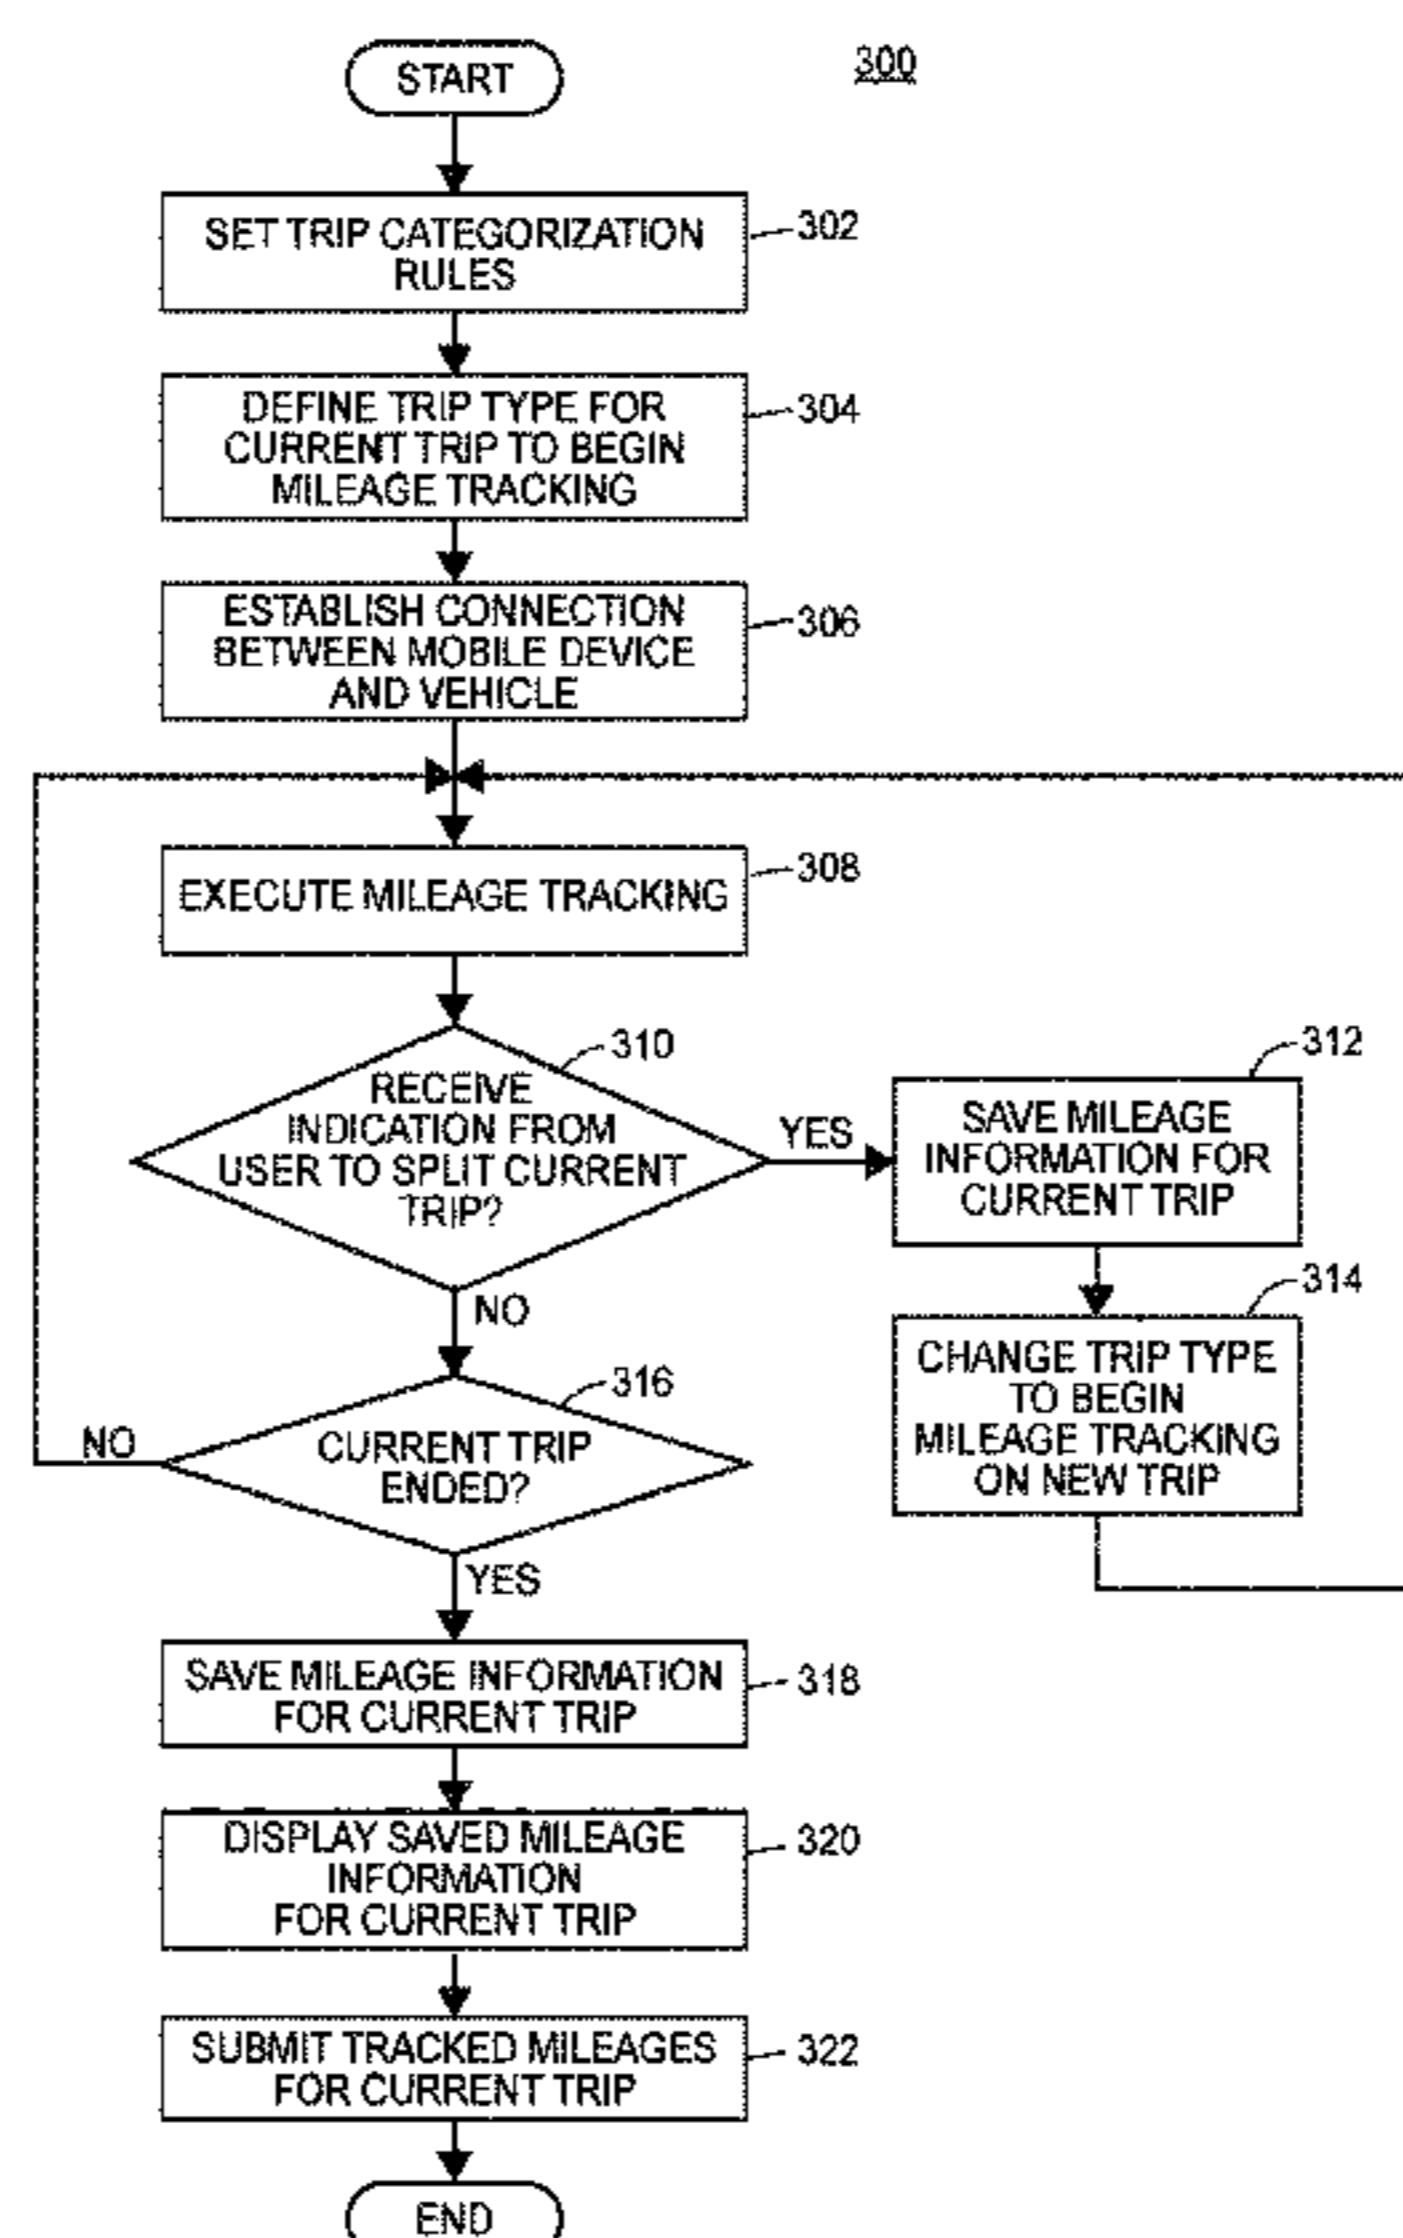 START
300
SET TRIP CATEGORIZATION
RULES
302
DEFINE TRIP TYPE FOR
CURRENT TRIP TO BEGIN
MILEAGE TRACKING
304
ESTABLISH CONNECTION
BETWEEN MOBILE DEVICE
AND VEHICLE
306
EXECUTE MILEAGE TRACKING
308
310
RECEIVE
INDICATION FROM
USER TO SPLIT CURRENT
TRIP?
YES
312
SAVE MILEAGE
INFORMATION FOR
CURRENT TRIP
NO
314
CHANGE TRIP TYPE
TO BEGIN
MILEAGE TRACKING
ON NEW TRIP
316
CURRENT TRIP
ENDED?
NO
YES
SAVE MILEAGE INFORMATION
FOR CURRENT TRIP
318
DISPLAY SAVED MILEAGE
INFORMATION
FOR CURRENT TRIP
320
SUBMIT TRACKED MILEAGES
FOR CURRENT TRIP
322
END